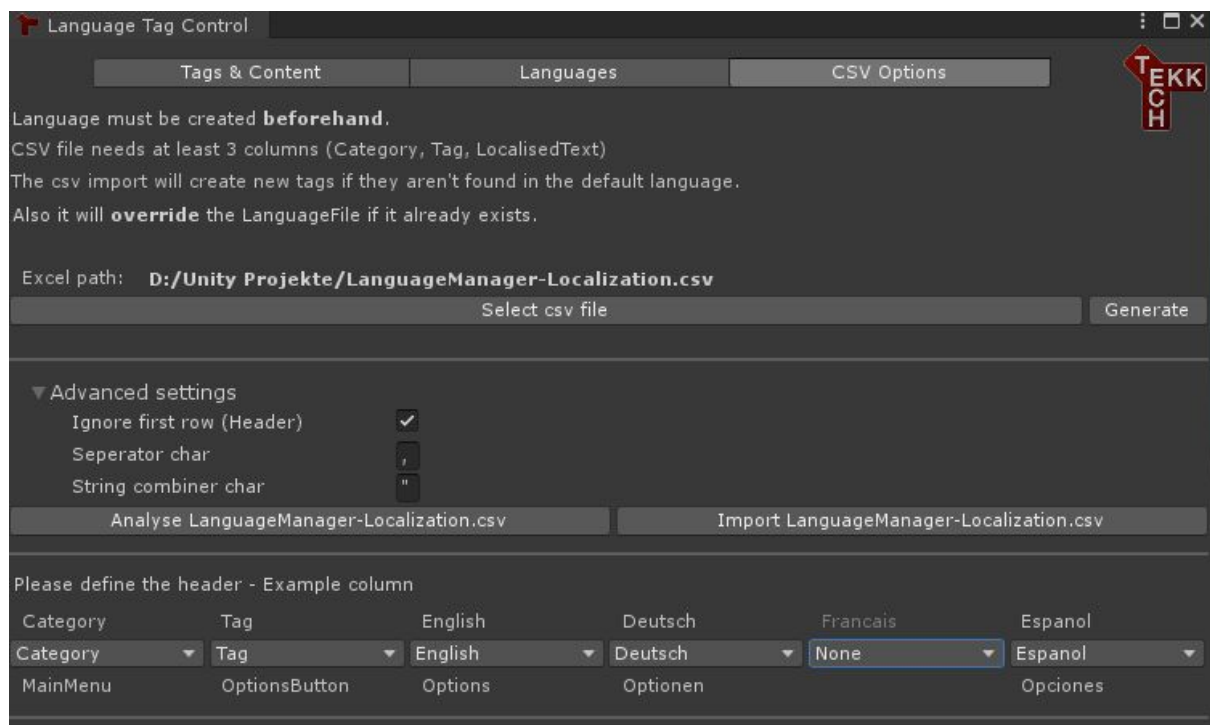 Language Tag Control
Tags & Content Languages CSV Options
TEKK
TECH
Language must be created beforehand.
CSV file needs at least 3 columns (Category, Tag, LocalisedText)
The csv import will create new tags if they aren't found in the default language.
Also it will override the LanguageFile if it already exists.
Excel path: D:/Unity Projekte/LanguageManager-Localization.csv
Select csv file Generate
Advanced settings
Ignore first row (Header)
Seperator char ,
String combiner char "
Analyse LanguageManager-Localization.csv Import LanguageManager-Localization.csv
Please define the header - Example column
Category Tag English Deutsch Francais Espanol
Category Tag English Deutsch None Espanol
MainMenu OptionsButton Options Optionen Opciones